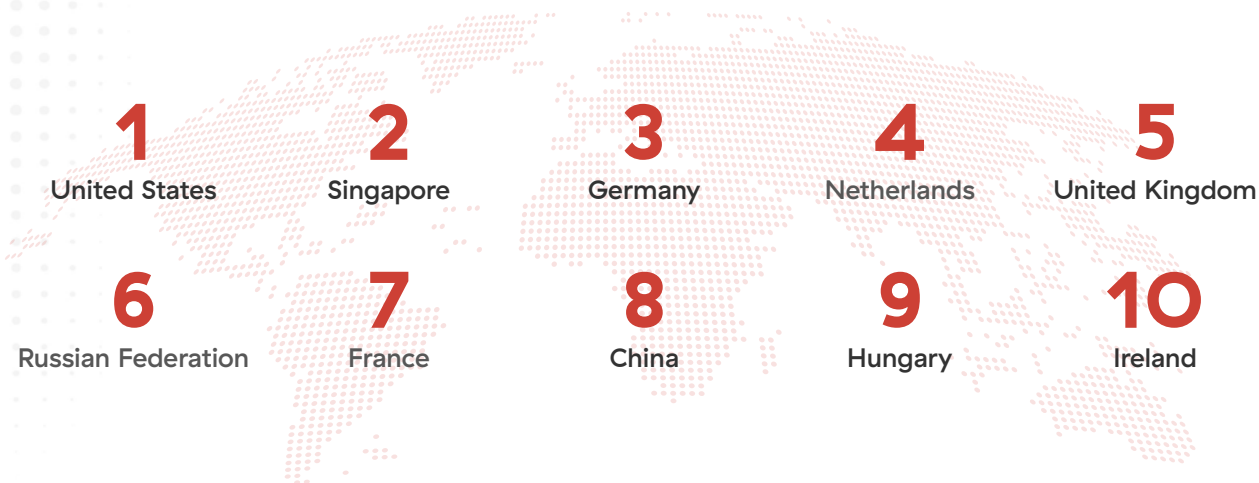 1 2 3 4 5
United States Singapore Germany Netherlands United Kingdom
6 7 8 9 10
Russian Federation France China Hungary Ireland